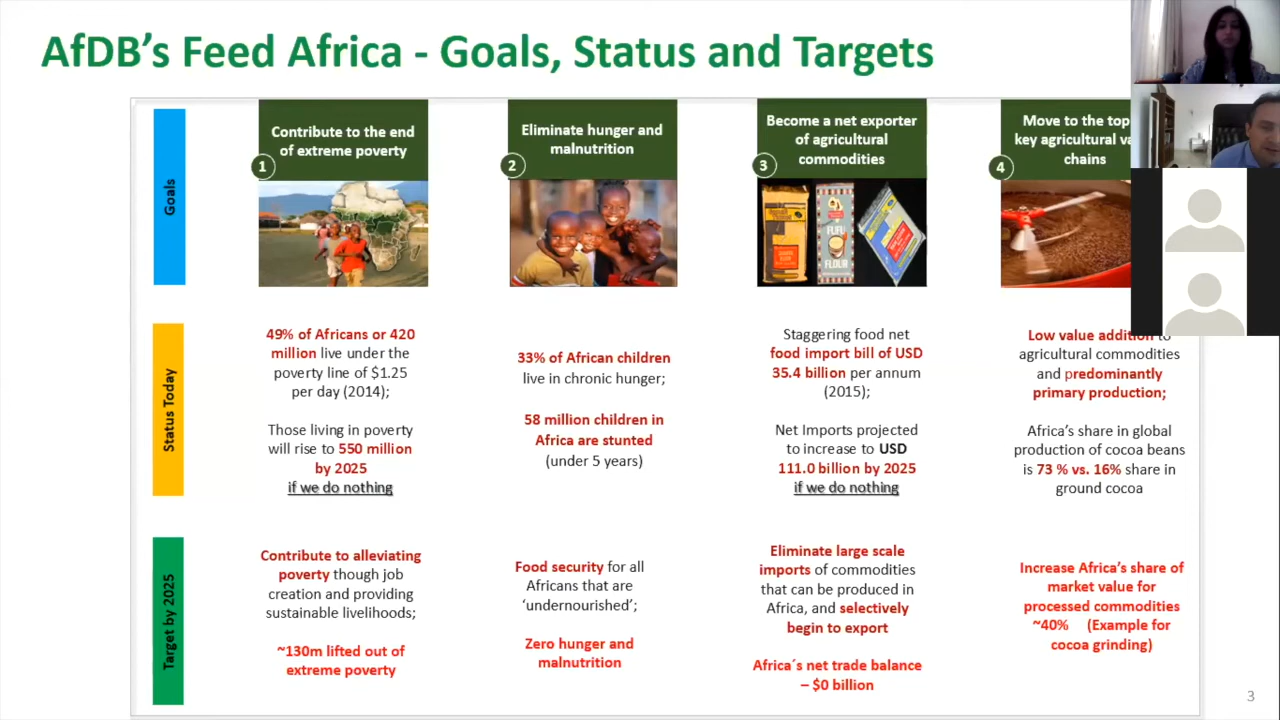 AfDB’s Feed Africa - Goals, Status and Targets
Goals
Contribute to the end
of extreme poverty
1
Eliminate hunger and
malnutrition
2
Become a net exporter
of agricultural
commodities
3
Move to the top
key agricultural va
chains
4
FUFU
FLOUR
Status Today
49% of Africans or 420
million live under the
poverty line of $1.25
per day (2014);
Those living in poverty
will rise to 550 million
by 2025
if we do nothing
33% of African children
live in chronic hunger;
58 million children in
Africa are stunted
(under 5 years)
Staggering food net
food import bill of USD
35.4 billion per annum
(2015);
Net Imports projected
to increase to USD
111.0 billion by 2025
if we do nothing
Low value addition to
agricultural commodities
and predominantly
primary production;
Africa’s share in global
production of cocoa beans
is 73 % vs. 16% share in
ground cocoa
Target by 2025
Contribute to alleviating
poverty though job
creation and providing
sustainable livelihoods;
~130m lifted out of
extreme poverty
Food security for all
Africans that are
‘undernourished’;
Zero hunger and
malnutrition
Eliminate large scale
imports of commodities
that can be produced in
Africa, and selectively
begin to export
Africa´s net trade balance
– $0 billion
Increase Africa’s share of
market value for
processed commodities
~40% (Example for
cocoa grinding)
3